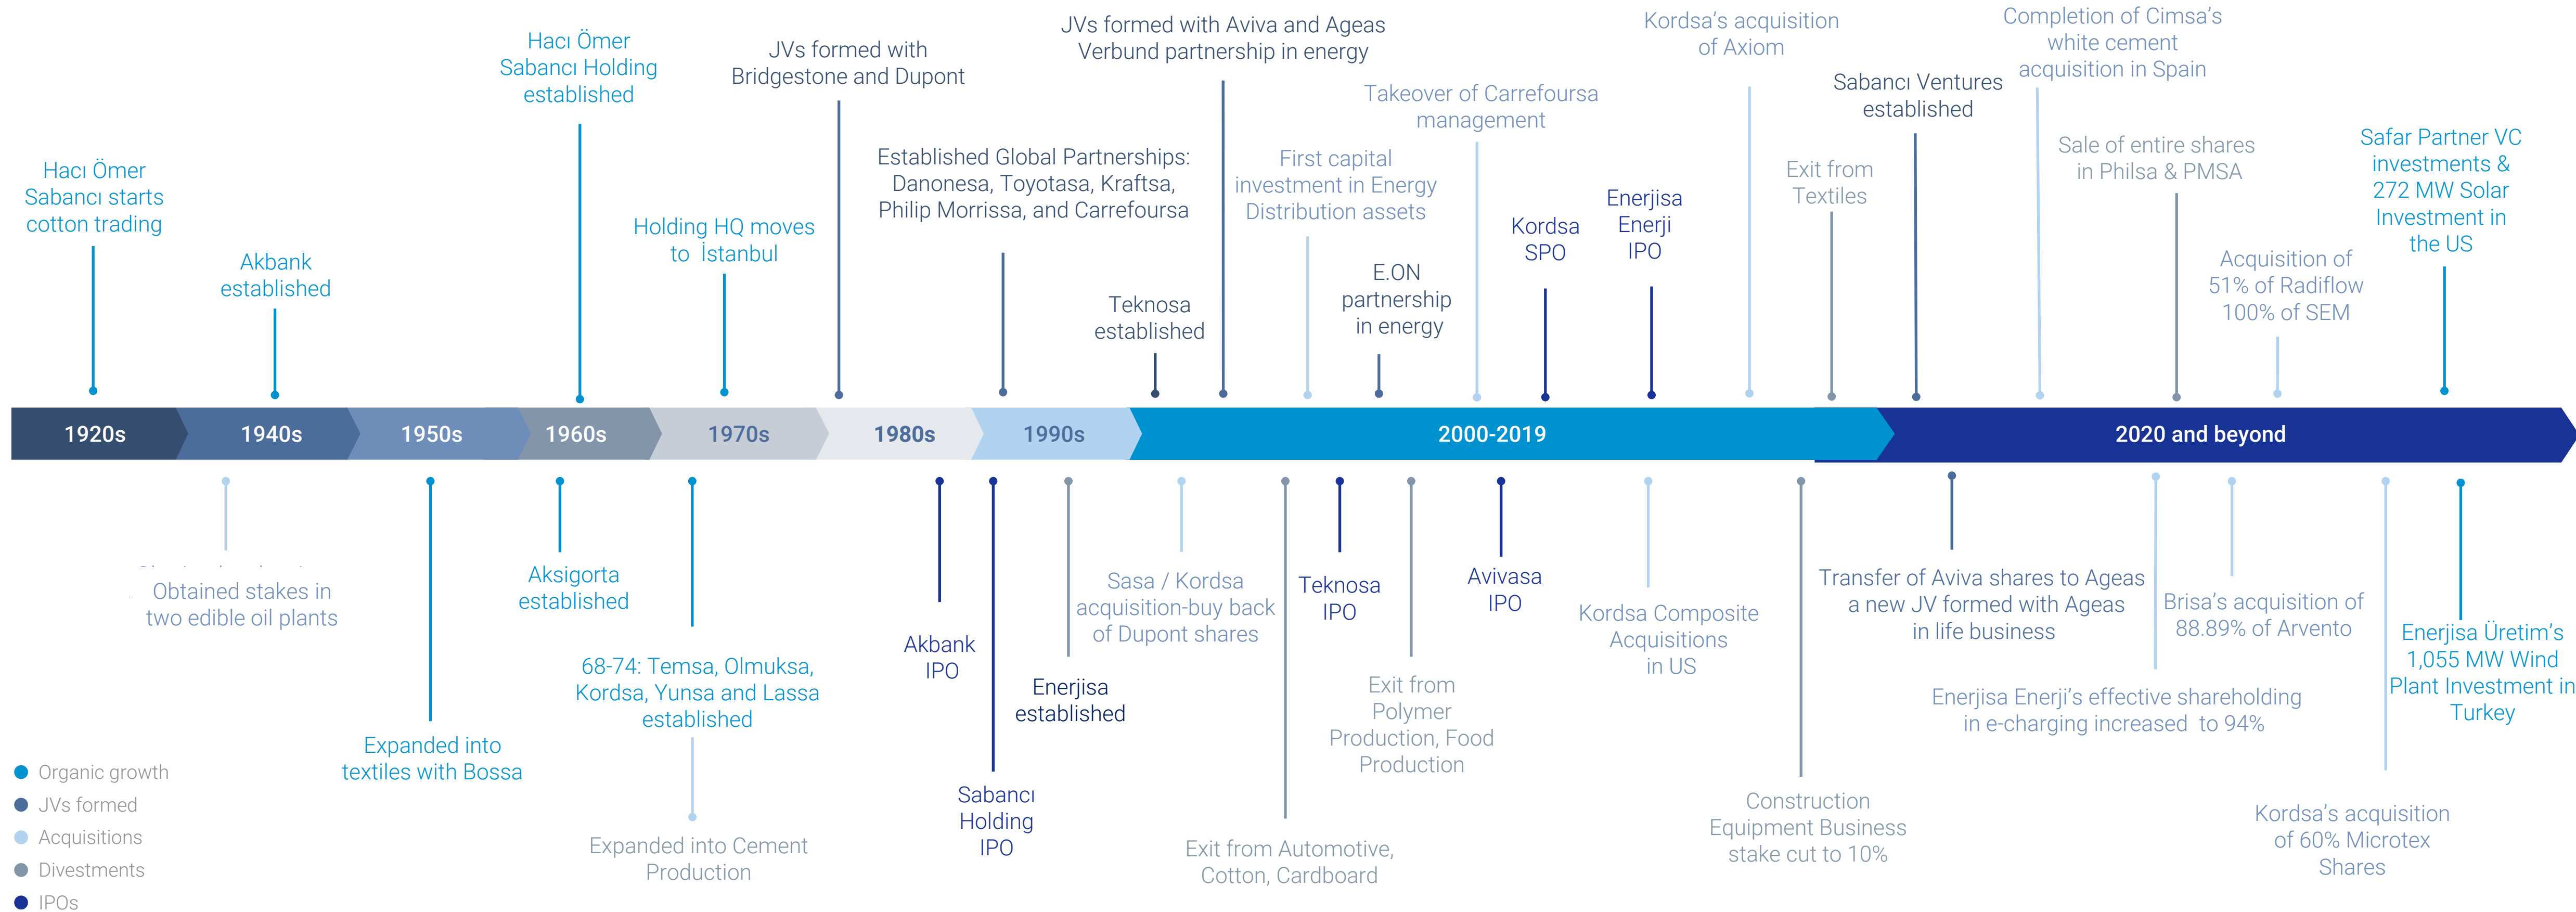 Hacı Ömer
Sabancı starts
cotton trading
Akbank
established
Hacı Ömer
Sabancı Holding
established
Holding HQ moves
to İstanbul
JVs formed with
Bridgestone and Dupont
Established Global Partnerships:
Danonesa, Toyotasa, Kraftsa,
Philip Morrissa, and Carrefoursa
Teknosa
established
JVs formed with Aviva and Ageas
Verbund partnership in energy
First capital
investment in Energy
Distribution assets
E.ON
partnership
in energy
Takeover of Carrefoursa
management
Kordsa
SPO
Enerjisa
Enerji
IPO
Kordsa’s acquisition
of Axiom
Exit from
Textiles
Sabancı Ventures
established
Completion of Cimsa’s
white cement
acquisition in Spain
Sale of entire shares
in Philsa & PMSA
Acquisition of
51% of Radiflow
100% of SEM
Safar Partner VC
investments &
272 MW Solar
Investment in
the US
1920s
1940s
1950s
1960s
1970s
1980s
1990s
2000-2019
2020 and beyond
Obtained stakes in
two edible oil plants
Expanded into
textiles with Bossa
Aksigorta
established
68-74: Temsa, Olmuksa,
Kordsa, Yunsa and Lassa
established
Expanded into Cement
Production
Akbank
IPO
Sabancı
Holding
IPO
Enerjisa
established
Sasa / Kordsa
acquisition-buy back
of Dupont shares
Exit from Automotive,
Cotton, Cardboard
Teknosa
IPO
Exit from
Polymer
Production, Food
Production
Avivasa
IPO
Kordsa Composite
Acquisitions
in US
Construction
Equipment Business
stake cut to 10%
Transfer of Aviva shares to Ageas
a new JV formed with Ageas
in life business
Enerjisa Enerji’s effective shareholding
in e-charging increased to 94%
Brisa’s acquisition of
88.89% of Arvento
Kordsa’s acquisition
of 60% Microtex
Shares
Enerjisa Üretim’s
1,055 MW Wind
Plant Investment in
Turkey
Organic growth
JVs formed
Acquisitions
Divestments
IPOs